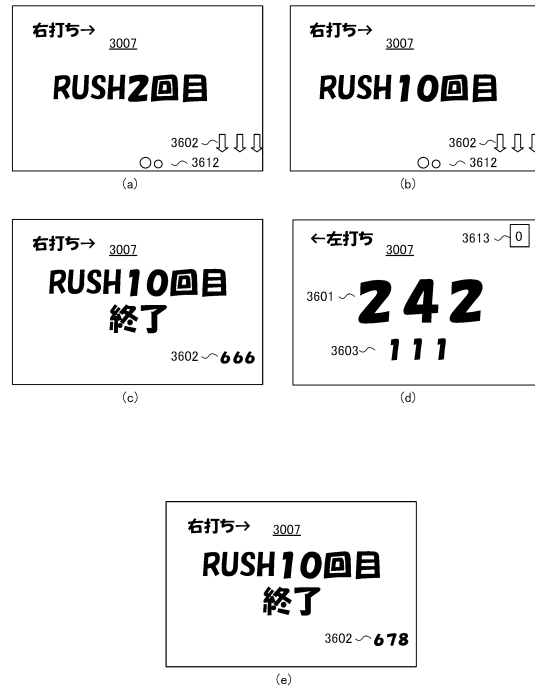 右打ち→
3007
RUSH2回目
3602
3612
(a)
右打ち→
3007
RUSH10回目
3602
3612
(b)
右打ち→
3007
RUSH10回目
終了
3602 666
(c)
←左打ち
3007
3613 0
3601 242
3603 111
(d)
右打ち→
3007
RUSH10回目
終了
3602 678
(e)